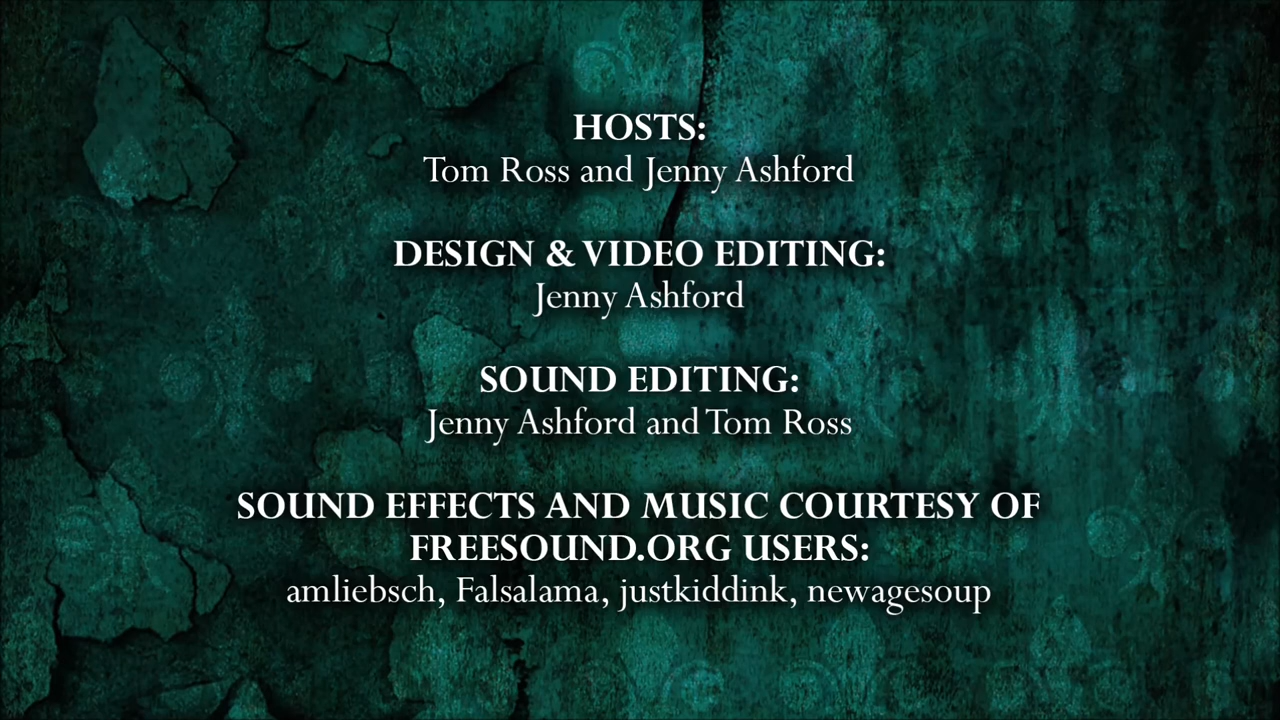 HOSTS:
Tom Ross and Jenny Ashford
DESIGN & VIDEO EDITING:
Jenny Ashford
SOUND EDITING:
Jenny Ashford and Tom Ross
SOUND EFFECTS AND MUSIC COURTESY OF
FREESOUND.ORG USERS:
amliebsch, Falsalama, justkiddink, newagesoup